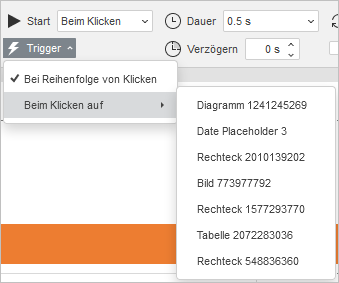 Start Beim Klicken Dauer 0.5 s
Trigger Verzögern 0 s
Bei Reihenfolge von Klicken
Beim Klicken auf
Diagramm 1241245269
Date Placeholder 3
Rechteck 2010139202
Bild 773977792
Rechteck 1577293770
Tabelle 2072283036
Rechteck 548836360